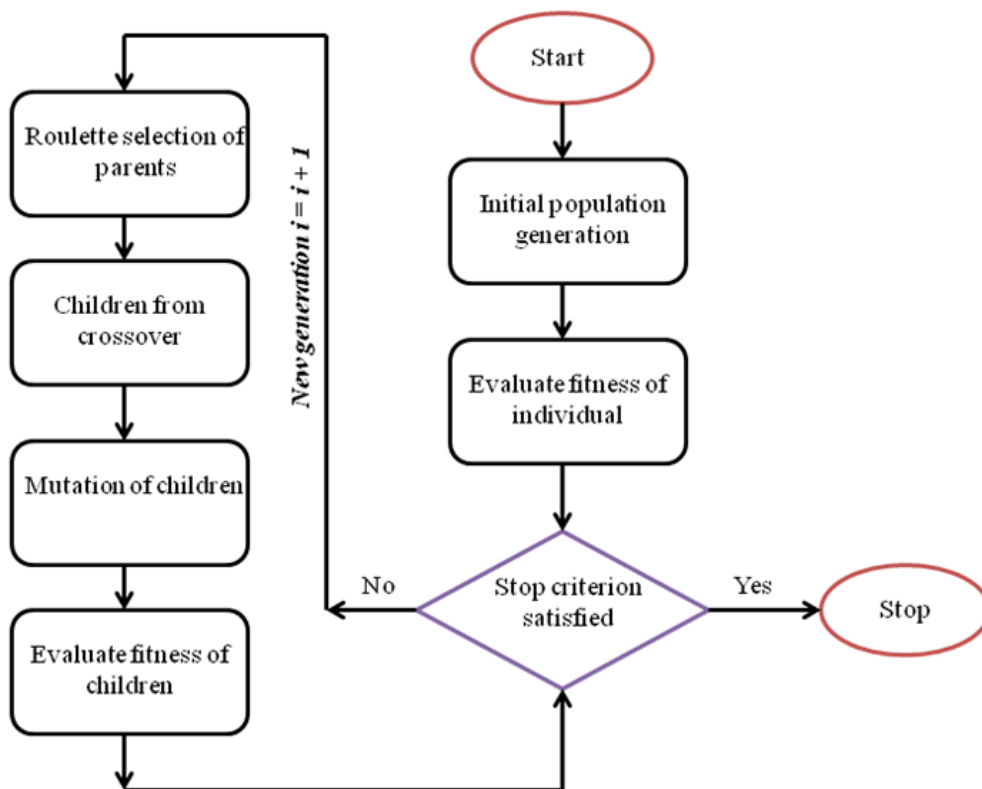 Start
Initial population
generation
Evaluate fitness of
individual
Stop criterion
satisfied
Yes
Stop
No
New generation i = i + 1
Roulette selection of
parents
Children from
crossover
Mutation of children
Evaluate fitness of
children